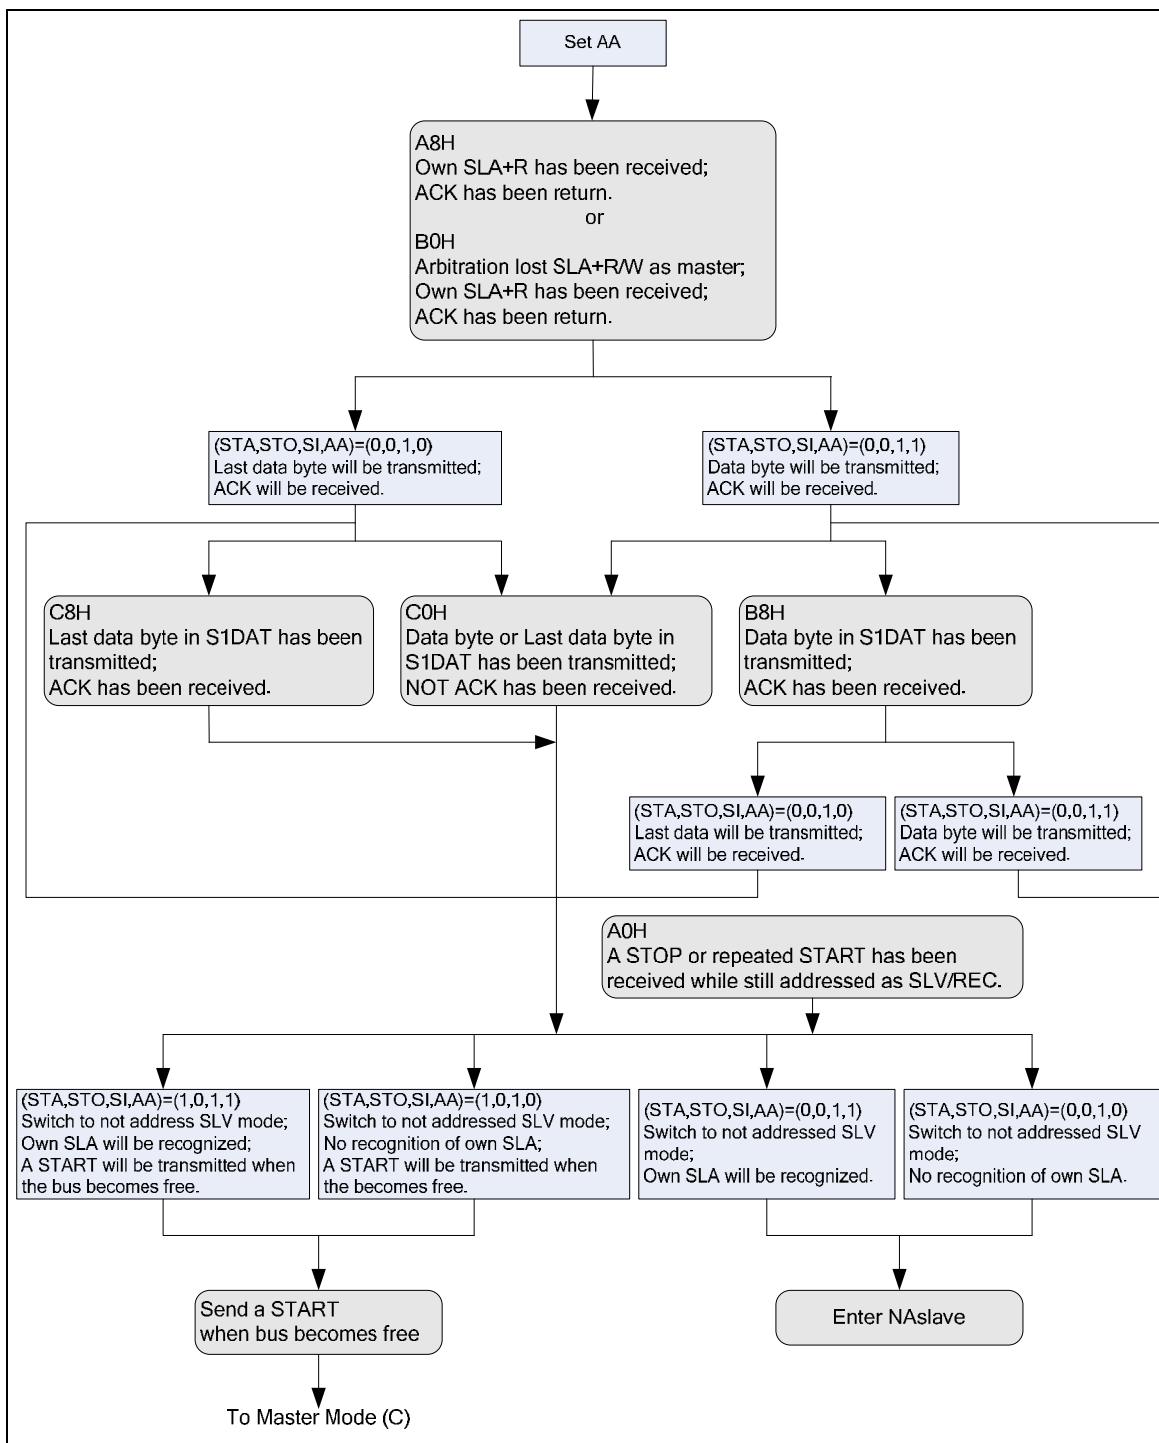 Set AA
A8H
Own SLA+R has been received;
ACK has been return.
or
B0H
Arbitration lost SLA+R/W as master;
Own SLA+R has been received;
ACK has been return.
(STA,STO,SI,AA)=(0,0,1,0)
Last data byte will be transmitted;
ACK will be received.
(STA,STO,SI,AA)=(0,0,1,1)
Data byte will be transmitted;
ACK will be received.
C8H
Last data byte in S1DAT has been
transmitted;
ACK has been received.
C0H
Data byte or Last data byte in
S1DAT has been transmitted;
NOT ACK has been received.
B8H
Data byte in S1DAT has been
transmitted;
ACK has been received.
(STA,STO,SI,AA)=(0,0,1,0)
Last data will be transmitted;
ACK will be received.
(STA,STO,SI,AA)=(0,0,1,1)
Data byte will be transmitted;
ACK will be received.
A0H
A STOP or repeated START has been
received while still addressed as SLV/REC.
(STA,STO,SI,AA)=(1,0,1,1)
Switch to not address SLV mode;
Own SLA will be recognized;
A START will be transmitted when
the bus becomes free.
(STA,STO,SI,AA)=(1,0,1,0)
Switch to not addressed SLV mode;
No recognition of own SLA;
A START will be transmitted when
the becomes free.
(STA,STO,SI,AA)=(0,0,1,1)
Switch to not addressed SLV
mode;
Own SLA will be recognized.
(STA,STO,SI,AA)=(0,0,1,0)
Switch to not addressed SLV
mode;
No recognition of own SLA.
Send a START
when bus becomes free
Enter NAslave
To Master Mode (C)